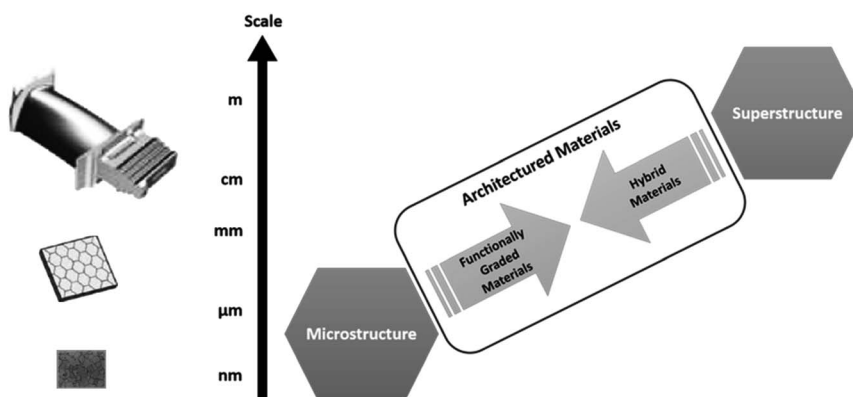 Scale
m
cm
mm
µm
nm
Superstructure
Architectured Materials
Hybrid
Materials
Functionally
Graded
Materials
Microstructure